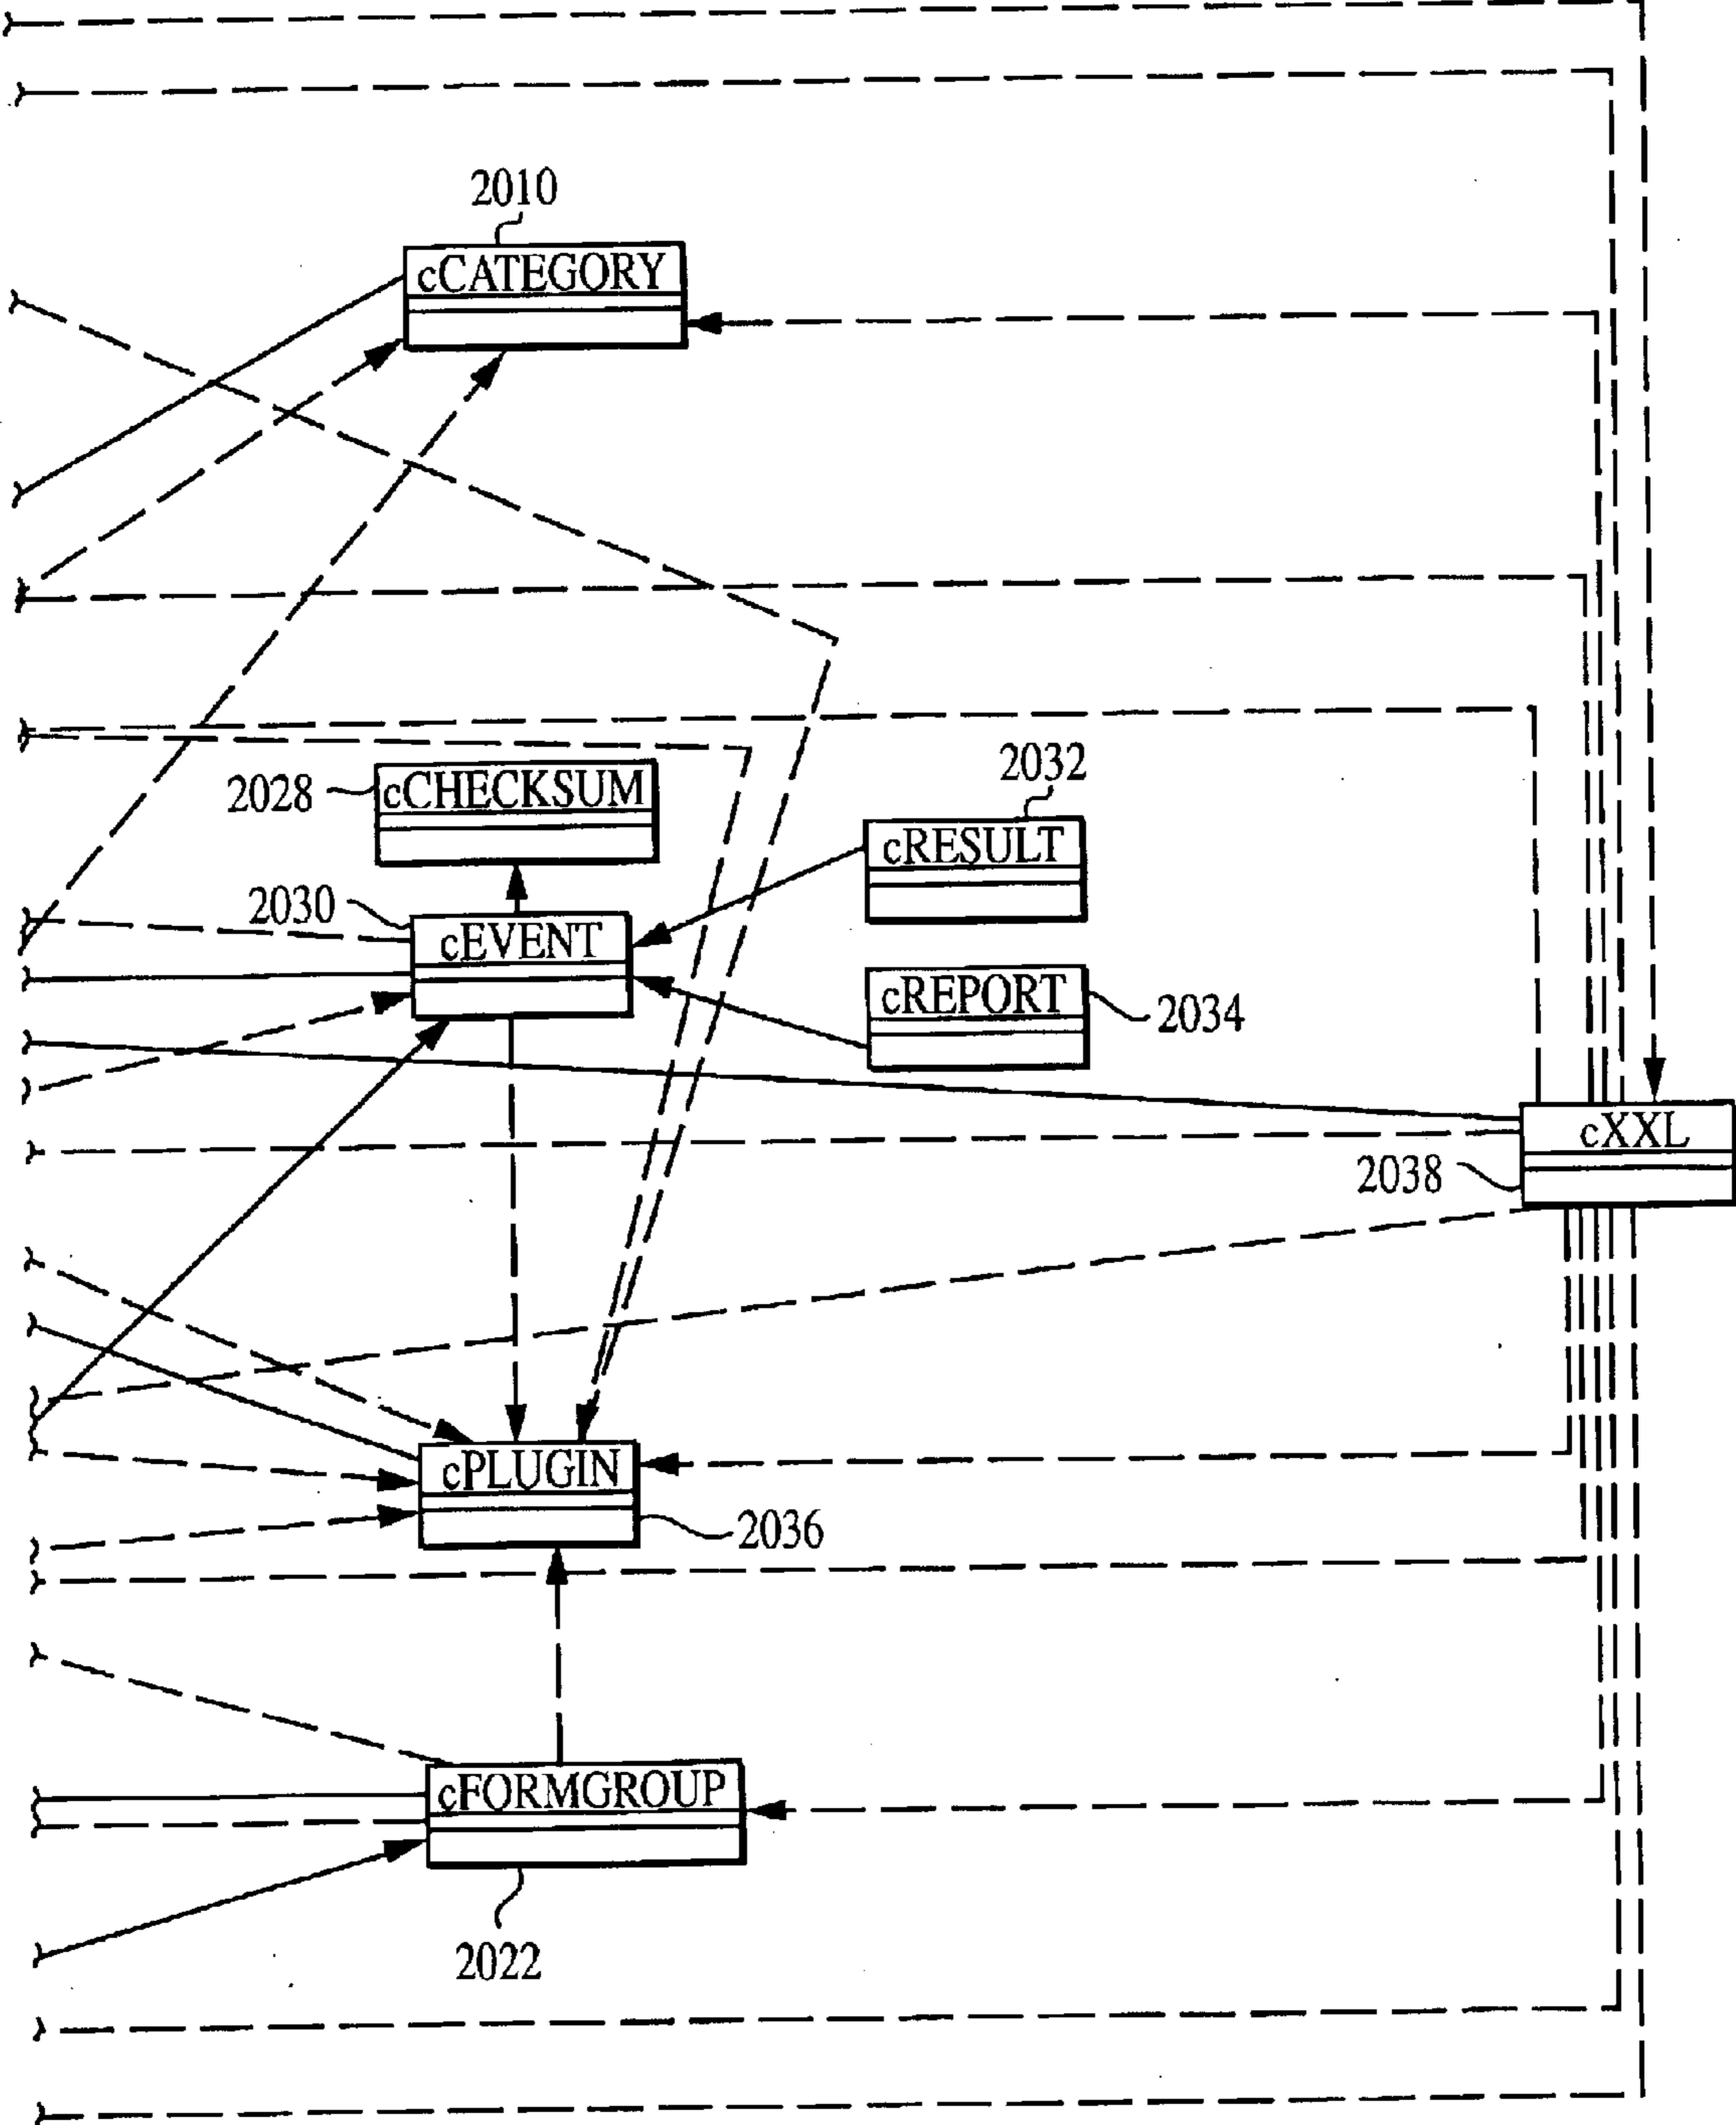 2010
cCATEGORY
2032
2028
cCHECKSUM
cRESULT
2030
cEVENT
cREPORT
2034
cXXL
2038
cPLUGIN
2036
cFORMGROUP
2022